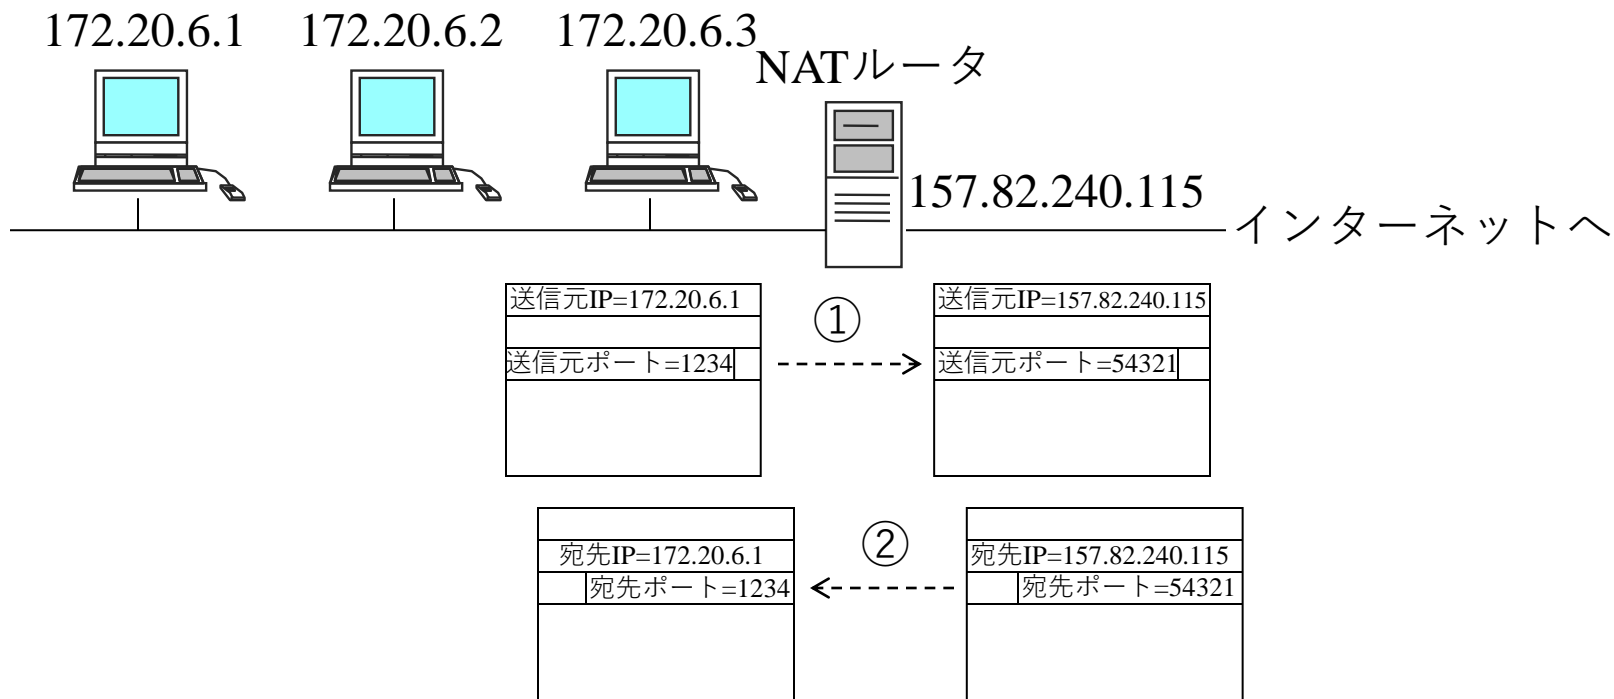 172.20.6.1 172.20.6.2 172.20.6.3
NATルータ
157.82.240.115
インターネットへ
送信元IP=172.20.6.1
送信元ポート=1234
①
送信元IP=157.82.240.115
送信元ポート=54321
宛先IP=172.20.6.1
宛先ポート=1234
②
宛先IP=157.82.240.115
宛先ポート=54321